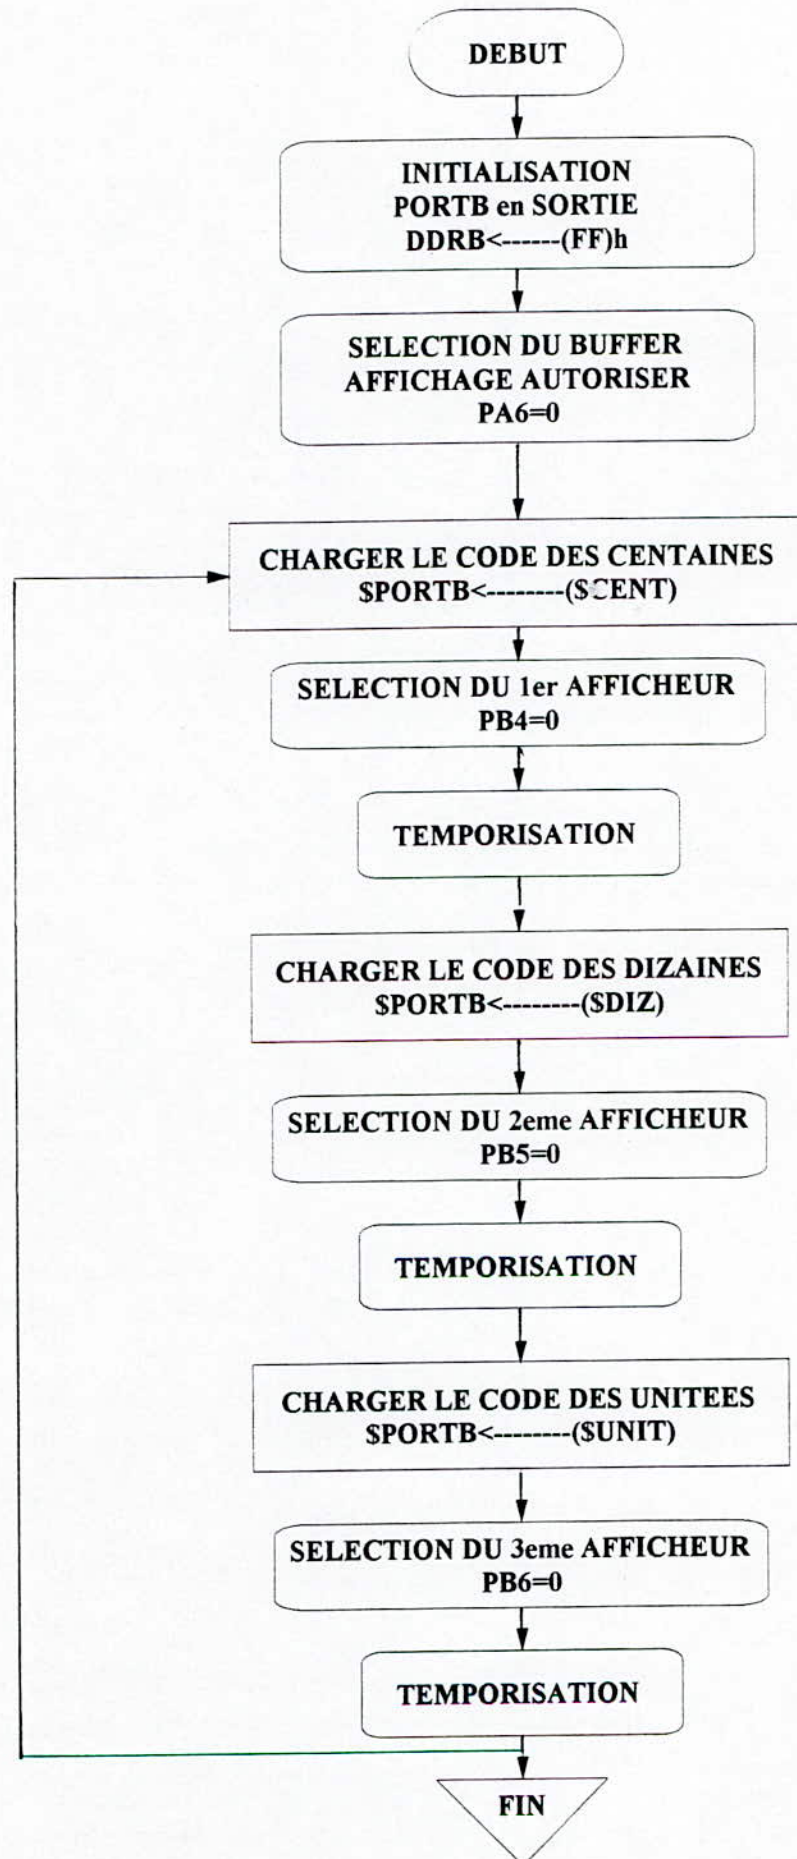 DEBUT
INITIALISATION
PORTB en SORTIE
DDRB<------(FF)h
SELECTION DU BUFFER
AFFICHAGE AUTORISER
PA6=0
CHARGER LE CODE DES CENTAINES
$PORTB<--------($CENT)
SELECTION DU 1er AFFICHEUR
PB4=0
TEMPORISATION
CHARGER LE CODE DES DIZAINES
$PORTB<--------($DIZ)
SELECTION DU 2eme AFFICHEUR
PB5=0
TEMPORISATION
CHARGER LE CODE DES UNITEES
$PORTB<--------($UNIT)
SELECTION DU 3eme AFFICHEUR
PB6=0
TEMPORISATION
FIN